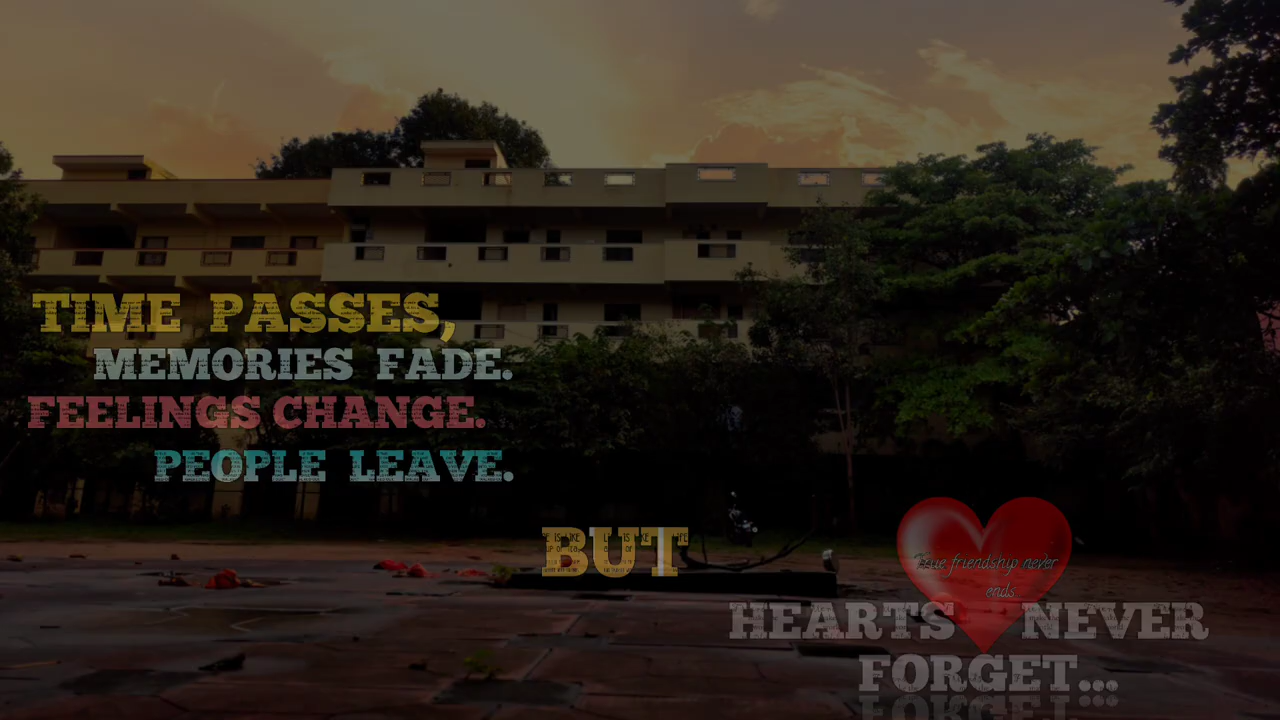 TIME PASSES,
MEMORIES FADE.
FEELINGS CHANGE.
PEOPLE LEAVE.
BUT
True friendship never
ends
HEARTS NEVER
FORGET...